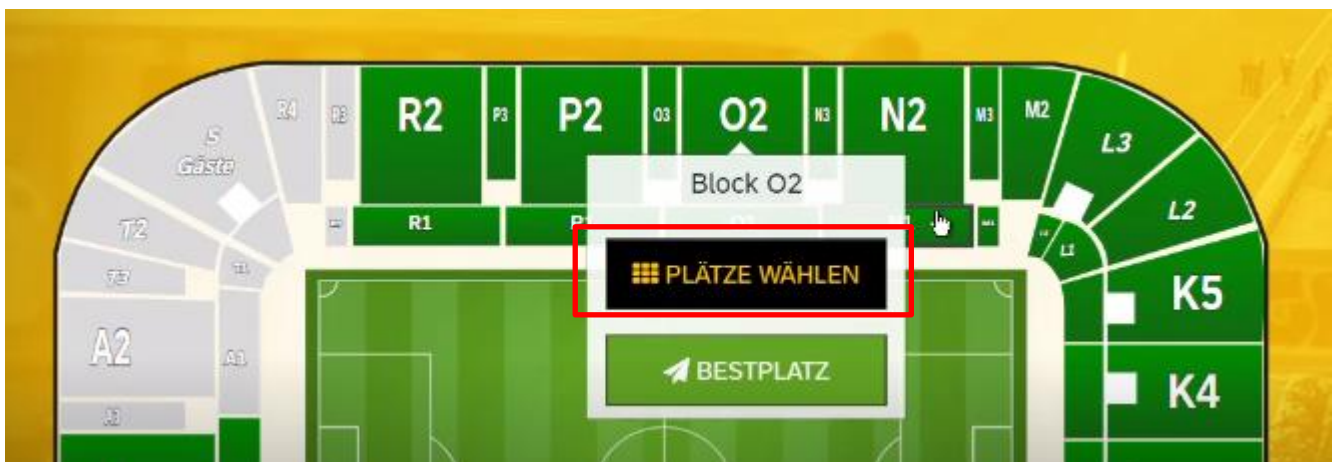 R4
R3
R2
P3
P2
O3
O2
N3
N2
M3
M2
L3
S
Gäste
Block O2
L2
T2
R1
L1
T3
T1
PLÄTZE WÄHLEN
K5
A2
A1
BESTPLATZ
K4
A3